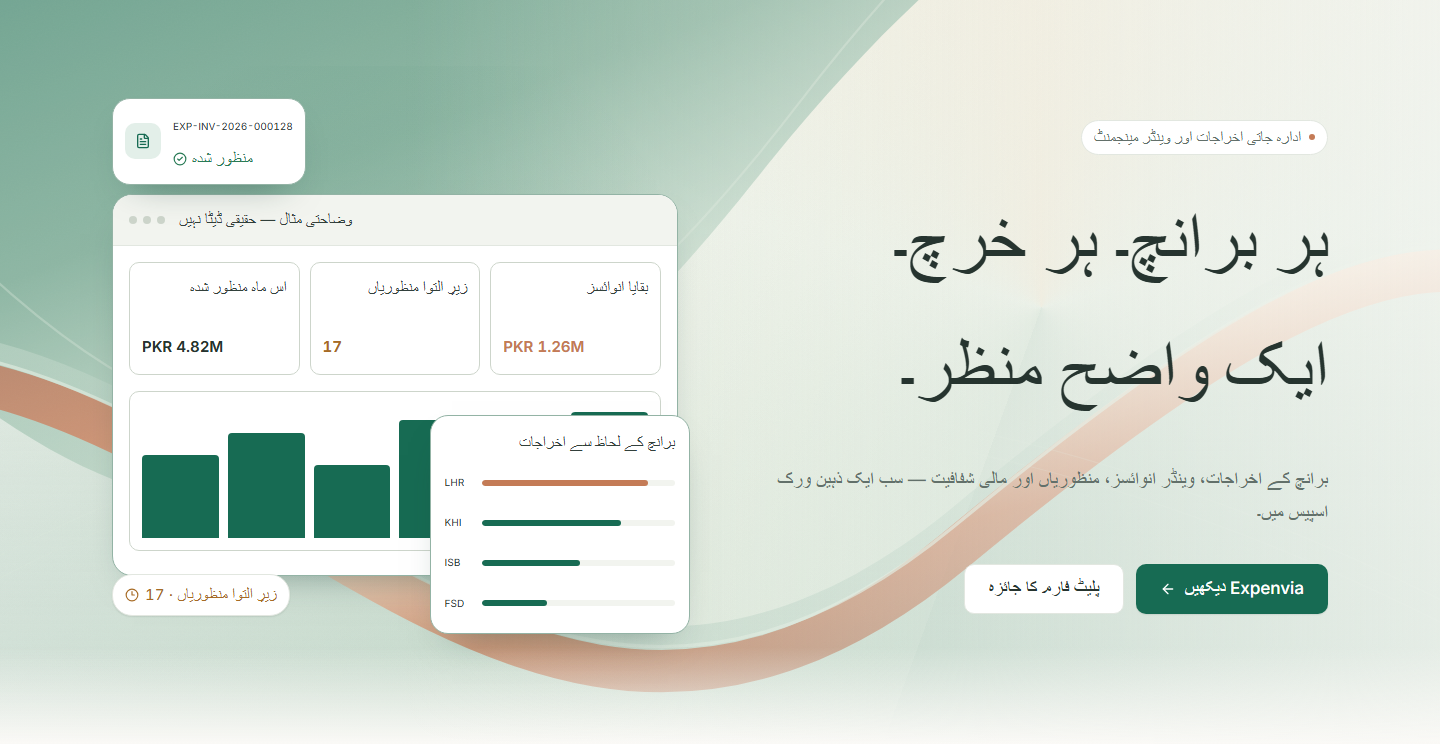 ادارہ جاتی اخراجات اور وینڈر مینجمنٹ
ہر برانچ۔ ہر خرچ۔
ایک واضح منظر۔
برانچ کے اخراجات، وینڈر انوائسز، منظوریاں اور مالی شفافیت — سب ایک ذہین ورک
اسپیس میں۔
Expenvia دیکھیں ←
پلیٹ فارم کا جائزہ
EXP-INV-2026-000128
منظور شدہ
وضاحتی مثال — حقیقی ڈیٹا نہیں
بقایا انوائسز
PKR 1.26M
زیرِ التوا منظوریاں
17
اس ماہ منظور شدہ
PKR 4.82M
برانچ کے لحاظ سے اخراجات
LHR
KHI
ISB
FSD
زیرِ التوا منظوریاں · 17